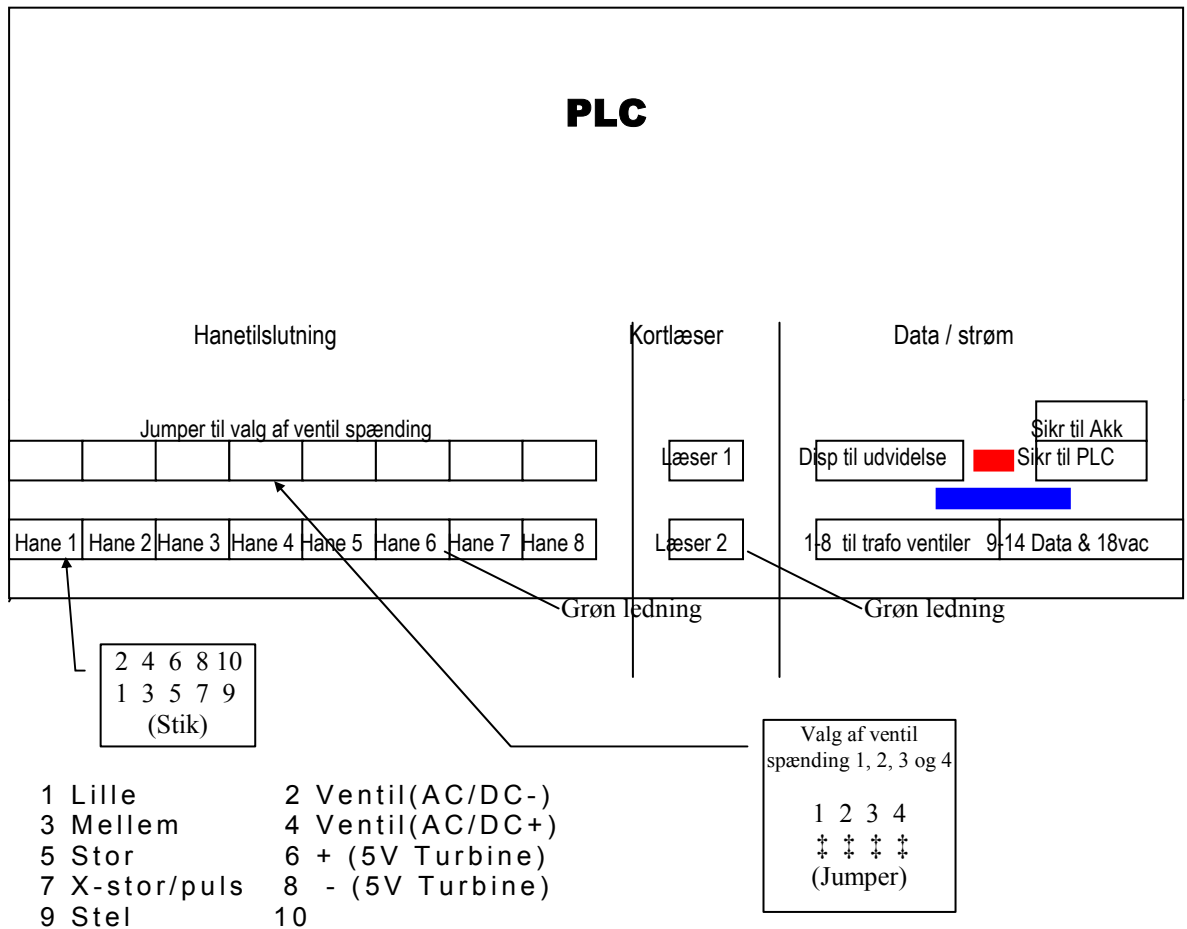 PLC
Hanetilslutning
Kortlæser
Data / strøm
Jumper til valg af ventil spænding
Sikr til Akk
Læser 1
Disp til udvidelse
Sikr til PLC
Hane 1
Hane 2
Hane 3
Hane 4
Hane 5
Hane 6
Hane 7
Hane 8
Læser 2
1-8 til trafo ventiler
9-14 Data & 18vac
Grøn ledning
Grøn ledning
2 4 6 8 10
1 3 5 7 9
(Stik)
Valg af ventil
spænding 1, 2, 3 og 4
1 2 3 4
‡ ‡ ‡ ‡
(Jumper)
1 Lille 2 Ventil(AC/DC-)
3 Mellem 4 Ventil(AC/DC+)
5 Stor 6 + (5V Turbine)
7 X-stor/puls 8 - (5V Turbine)
9 Stel 10